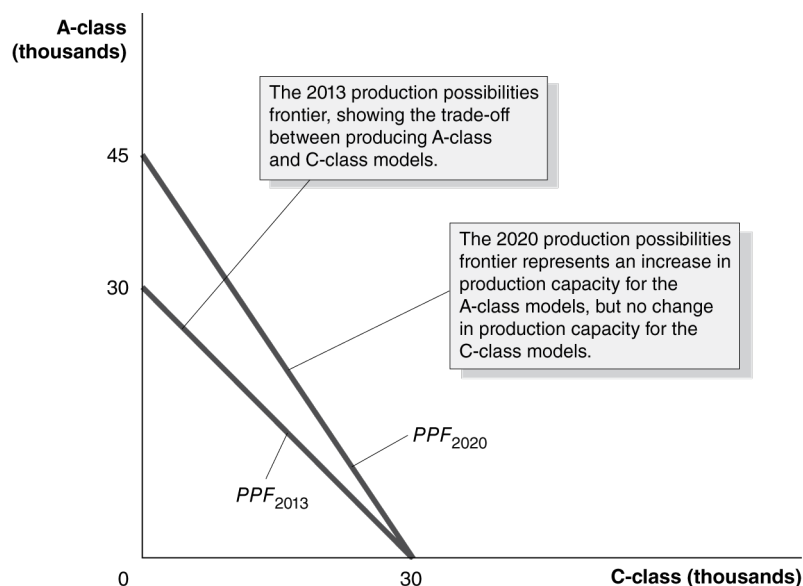 A-class
(thousands)
The 2013 production possibilities
frontier, showing the trade-off
between producing A-class
and C-class models.
45
The 2020 production possibilities
frontier represents an increase in
production capacity for the
A-class models, but no change
in production capacity for the
C-class models.
30
PPF2020
PPF2013
0
30
C-class (thousands)